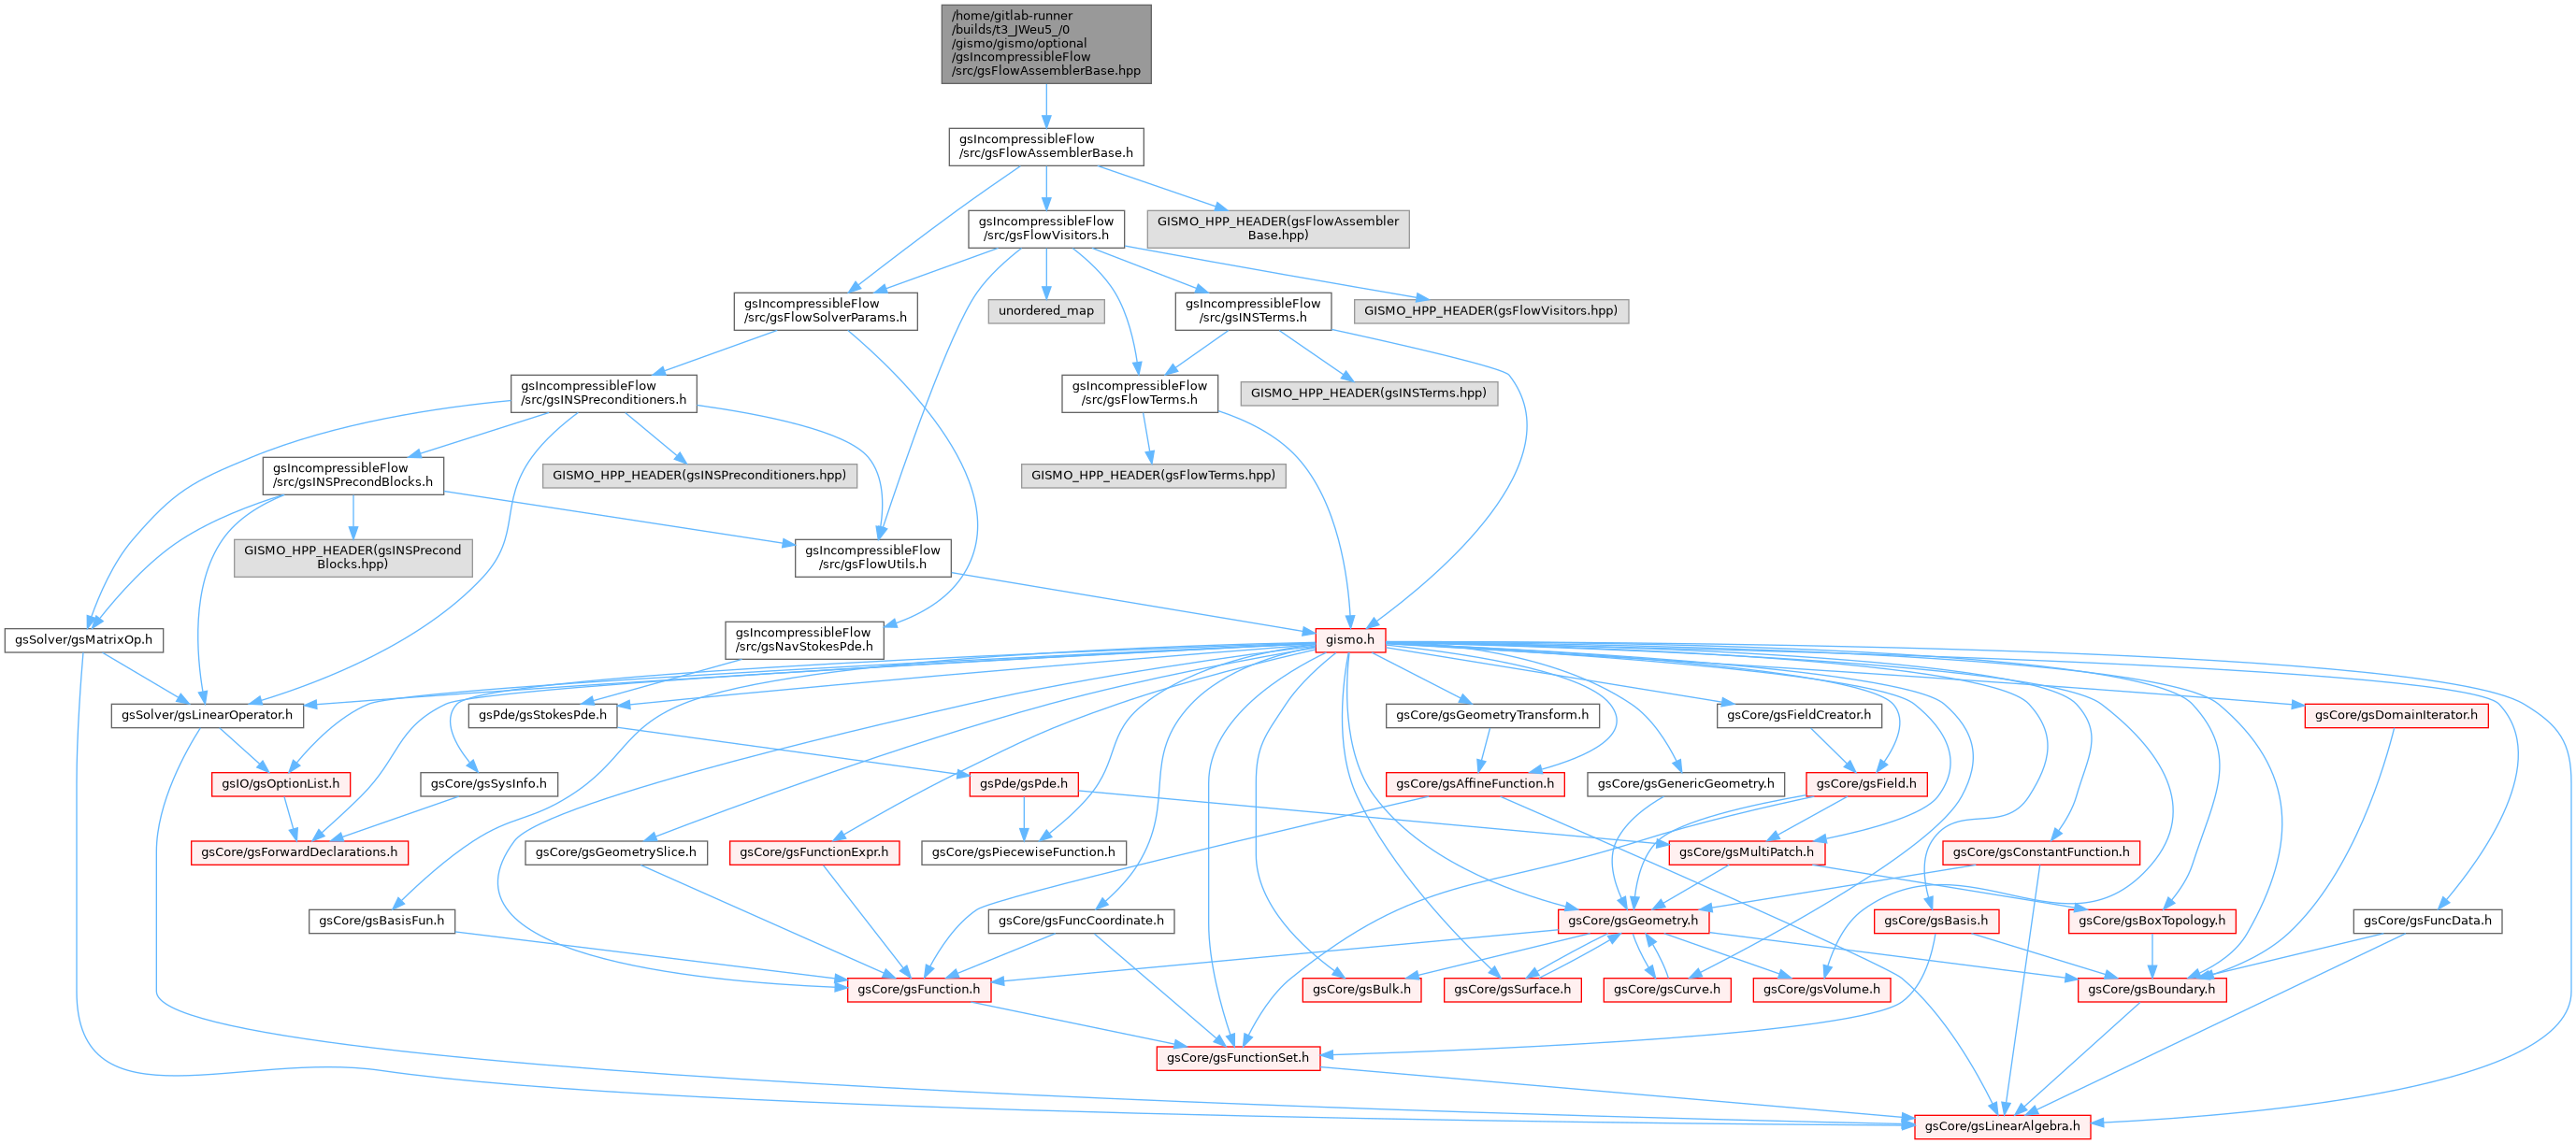 /home/gitlab-runner
/builds/t3_JWeu5_/0
/gismo/gismo/optional
/gsIncompressibleFlow
/src/gsFlowAssemblerBase.hpp
gsIncompressibleFlow
/src/gsFlowAssemblerBase.h
gsIncompressibleFlow
/src/gsFlowVisitors.h
GISMO_HPP_HEADER(gsFlowAssembler
Base.hpp)
gsIncompressibleFlow
/src/gsFlowSolverParams.h
unordered_map
gsIncompressibleFlow
/src/gsINSTerms.h
GISMO_HPP_HEADER(gsFlowVisitors.hpp)
gsIncompressibleFlow
/src/gsINSPreconditioners.h
gsIncompressibleFlow
/src/gsFlowTerms.h
GISMO_HPP_HEADER(gsINSTerms.hpp)
gsIncompressibleFlow
/src/gsINSPrecondBlocks.h
GISMO_HPP_HEADER(gsINSPreconditioners.hpp)
GISMO_HPP_HEADER(gsFlowTerms.hpp)
GISMO_HPP_HEADER(gsINSPrecond
Blocks.hpp)
gsIncompressibleFlow
/src/gsFlowUtils.h
gsSolver/gsMatrixOp.h
gsIncompressibleFlow
/src/gsNavStokesPde.h
gismo.h
gsSolver/gsLinearOperator.h
gsPde/gsStokesPde.h
gsCore/gsGeometryTransform.h
gsCore/gsFieldCreator.h
gsCore/gsDomainIterator.h
gsIO/gsOptionList.h
gsCore/gsSysInfo.h
gsPde/gsPde.h
gsCore/gsAffineFunction.h
gsCore/gsGenericGeometry.h
gsCore/gsField.h
gsCore/gsForwardDeclarations.h
gsCore/gsGeometrySlice.h
gsCore/gsFunctionExpr.h
gsCore/gsPiecewiseFunction.h
gsCore/gsMultiPatch.h
gsCore/gsConstantFunction.h
gsCore/gsBasisFun.h
gsCore/gsFuncCoordinate.h
gsCore/gsGeometry.h
gsCore/gsBasis.h
gsCore/gsBoxTopology.h
gsCore/gsFuncData.h
gsCore/gsFunction.h
gsCore/gsBulk.h
gsCore/gsSurface.h
gsCore/gsCurve.h
gsCore/gsVolume.h
gsCore/gsBoundary.h
gsCore/gsFunctionSet.h
gsCore/gsLinearAlgebra.h